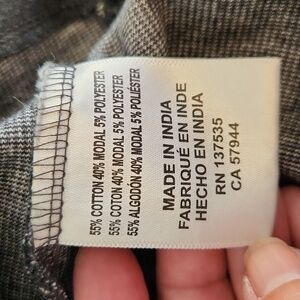 55% COTTON 40% MODAL 5% POLYESTER
55% COTON 40% MODAL 5% POLYESTER
55% ALGODÓN 40% MODAL 5% POLIÉSTER
MADE IN INDIA
FABRIQUÉ EN INDE
HECHO EN INDIA
RN 137535
CA 57944